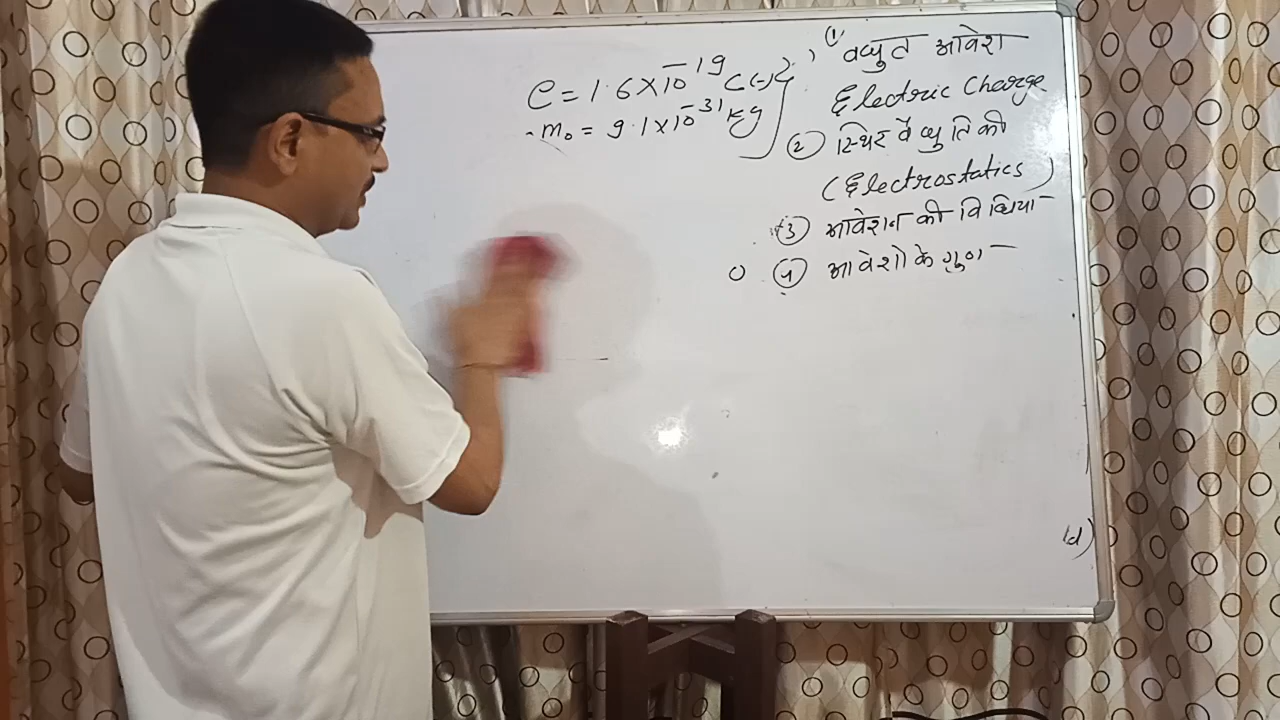 e = 1.6×10⁻¹⁹ C (-)
m₀ = 9.1×10⁻³¹ kg
(1) वद्युत आवेश
Electric Charge
(2) स्थिर वैद्युतिकी
(Electrostatics)
(3) आवेशन की विधिया
(4) आवेशो के गुण
d)